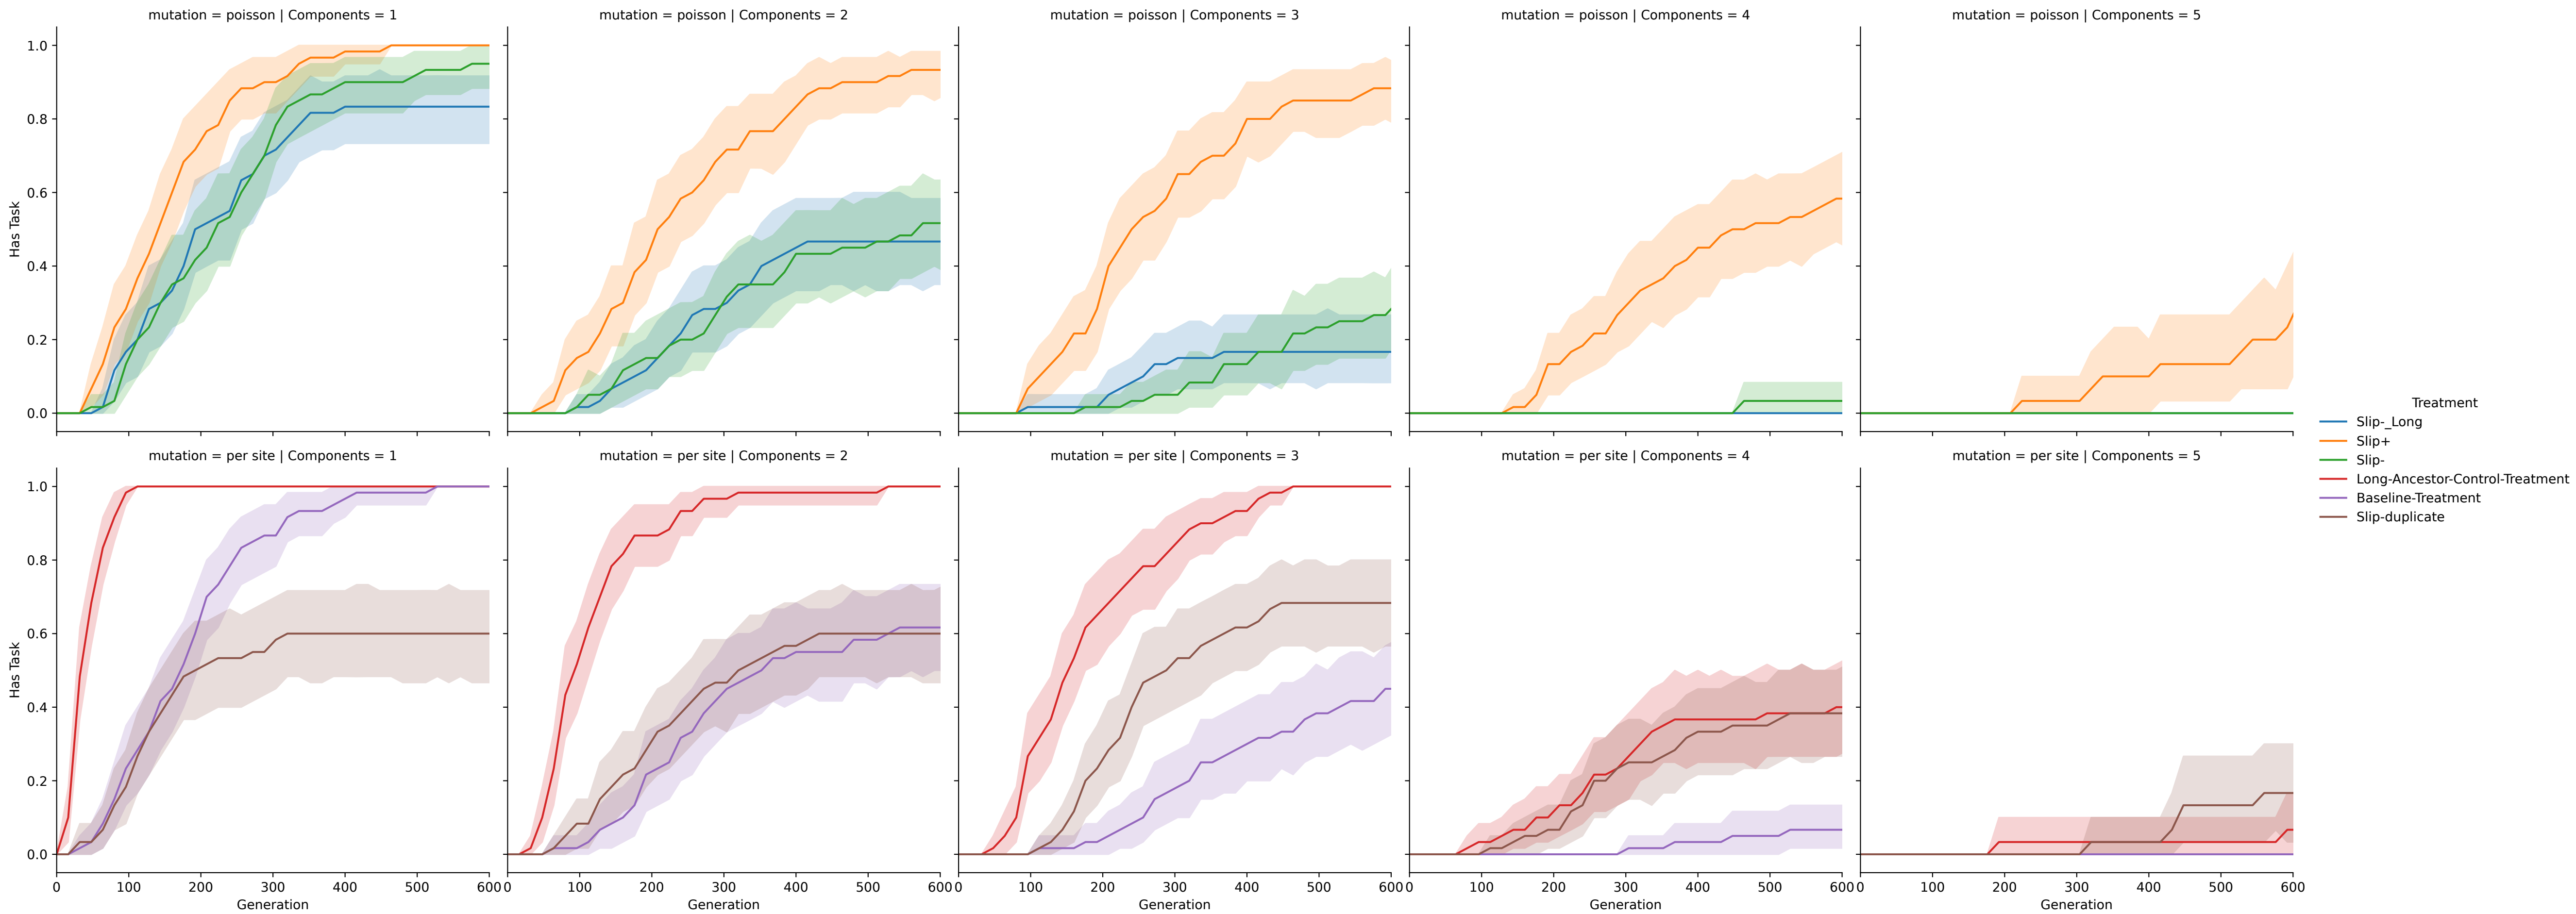 mutation = poisson | Components = 1
mutation = poisson | Components = 2
mutation = poisson | Components = 3
mutation = poisson | Components = 4
mutation = poisson | Components = 5
1.0
0.8
0.6
0.4
0.2
0.0
Has Task
mutation = per site | Components = 1
mutation = per site | Components = 2
mutation = per site | Components = 3
mutation = per site | Components = 4
mutation = per site | Components = 5
1.0
0.8
0.6
0.4
0.2
0.0
Has Task
0 100 200 300 400 500 600
0 100 200 300 400 500 600
0 100 200 300 400 500 600
0 100 200 300 400 500 600
0 100 200 300 400 500 600
Generation
Generation
Generation
Generation
Generation
Treatment
Slip-_Long
Slip+
Slip-
Long-Ancestor-Control-Treatment
Baseline-Treatment
Slip-duplicate